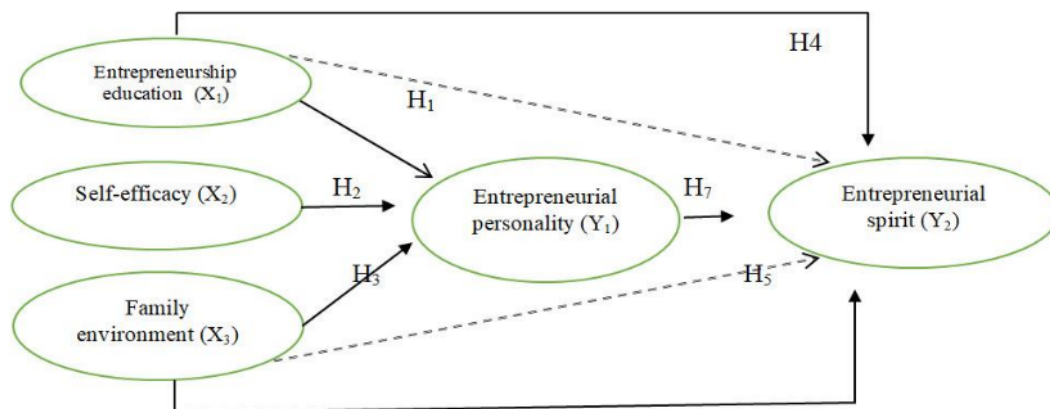 H4
Entrepreneurship
education (X₁)
H₁
Self-efficacy (X₂)
H₂
Entrepreneurial
personality (Y₁)
H₇
Entrepreneurial
spirit (Y₂)
H₃
H₅
Family
environment (X₃)